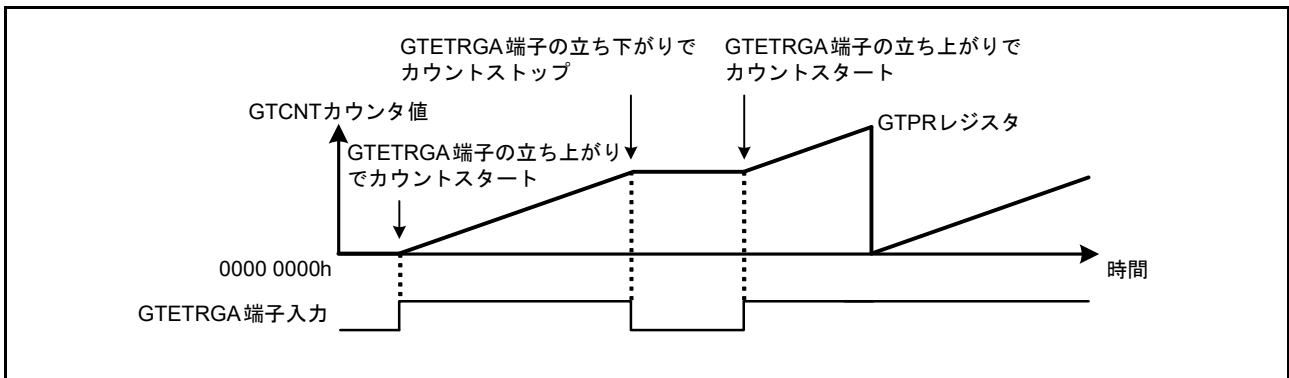 GTETRGA端子の立ち下がりで
カウントストップ
GTETRGA端子の立ち上がりで
カウントスタート
GTCNTカウンタ値
GTPRレジスタ
GTETRGA端子の立ち上がり
でカウントスタート
0000 0000h
時間
GTETRGA端子入力